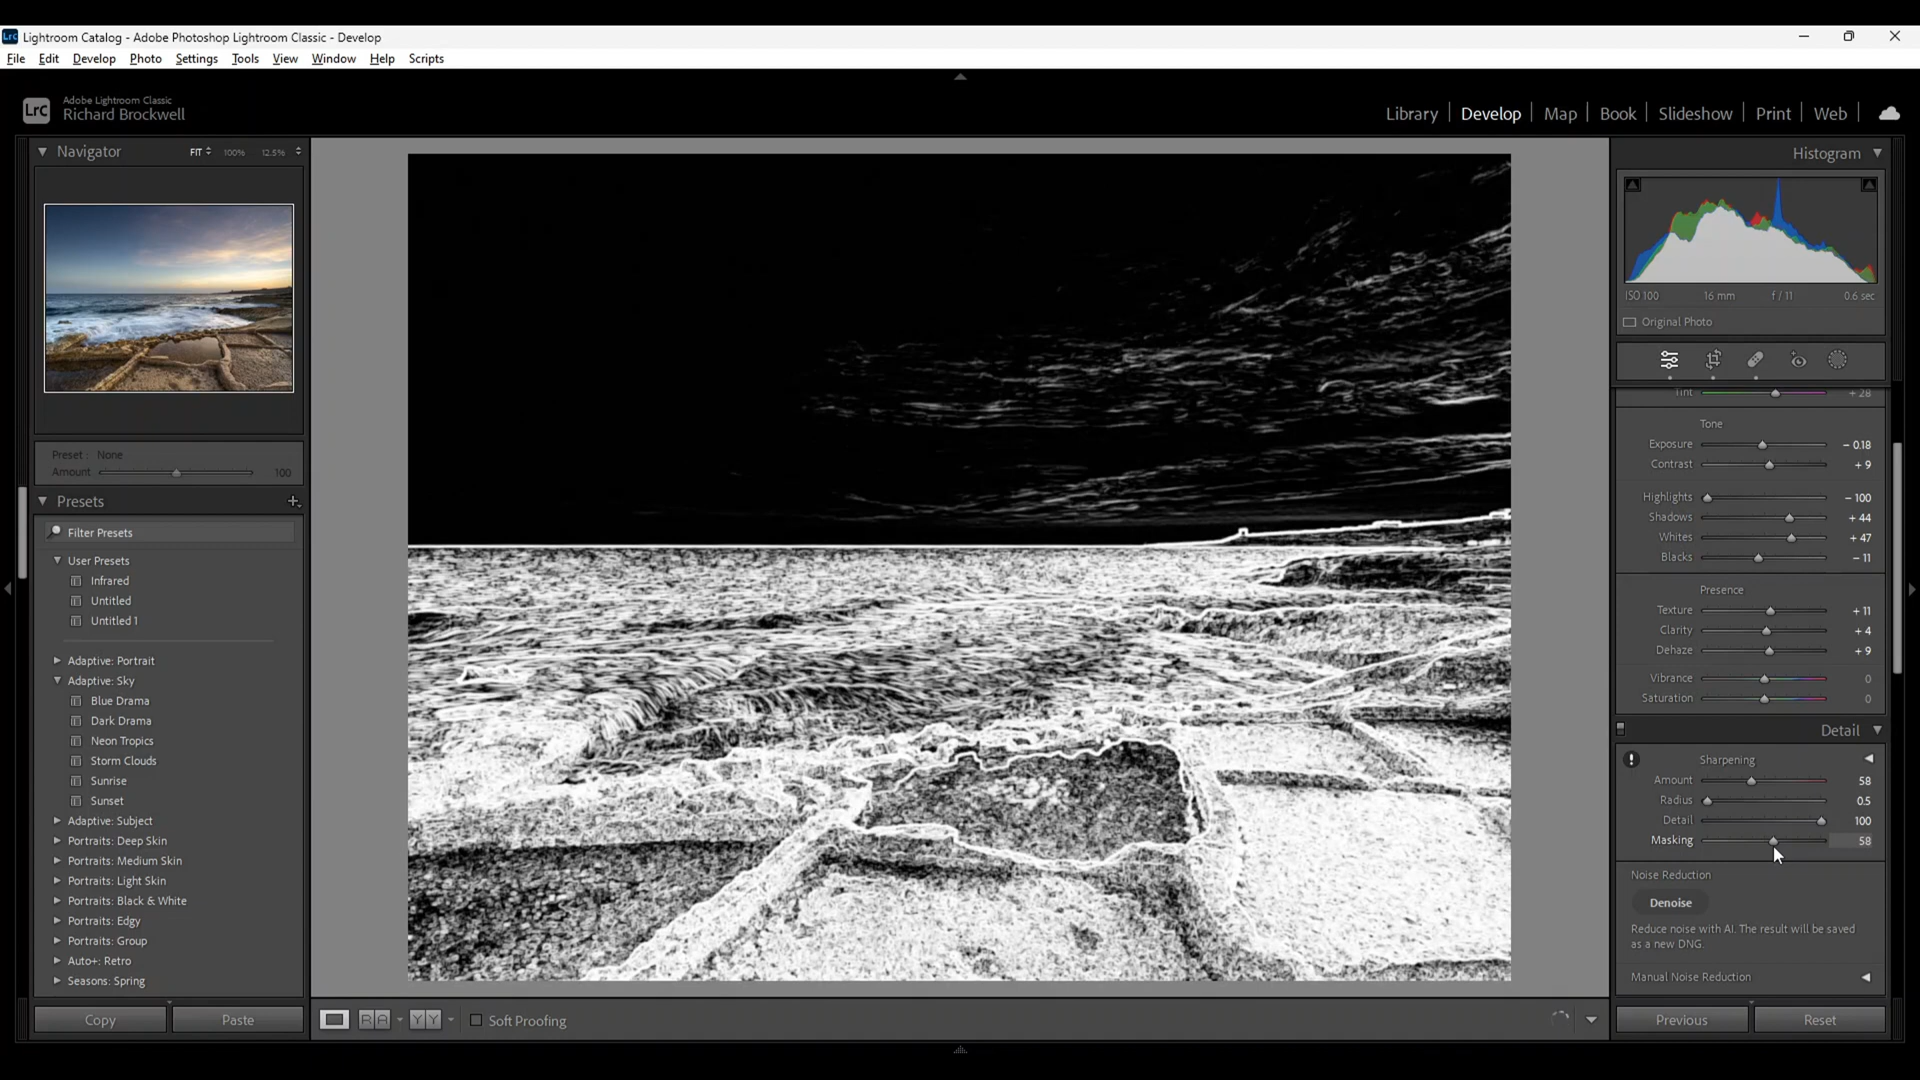 Lightroom Catalog - Adobe Photoshop Lightroom Classic - Develop
File Edit Develop Photo Settings Tools View Window Help Scripts
LrC Adobe Lightroom Classic
Richard Brockwell
Library Develop Map Book Slideshow Print Web
Navigator FIT 100% 12.5%
Preset : None
Amount 100
Presets
Filter Presets
User Presets
Infrared
Untitled
Untitled 1
Adaptive: Portrait
Adaptive: Sky
Blue Drama
Dark Drama
Neon Tropics
Storm Clouds
Sunrise
Sunset
Adaptive: Subject
Portraits: Deep Skin
Portraits: Medium Skin
Portraits: Light Skin
Portraits: Black & White
Portraits: Edgy
Portraits: Group
Auto+: Retro
Seasons: Spring
Copy Paste
Soft Proofing
Histogram
ISO 100 16 mm f / 11 0.6 sec
Original Photo
Tint + 28
Tone
Exposure - 0.18
Contrast + 9
Highlights - 100
Shadows + 44
Whites + 47
Blacks - 11
Presence
Texture + 11
Clarity + 4
Dehaze + 9
Vibrance 0
Saturation 0
Detail
Sharpening
Amount 58
Radius 0.5
Detail 100
Masking 58
Noise Reduction
Denoise
Reduce noise with AI. The result will be saved
as a new DNG.
Manual Noise Reduction
Previous Reset